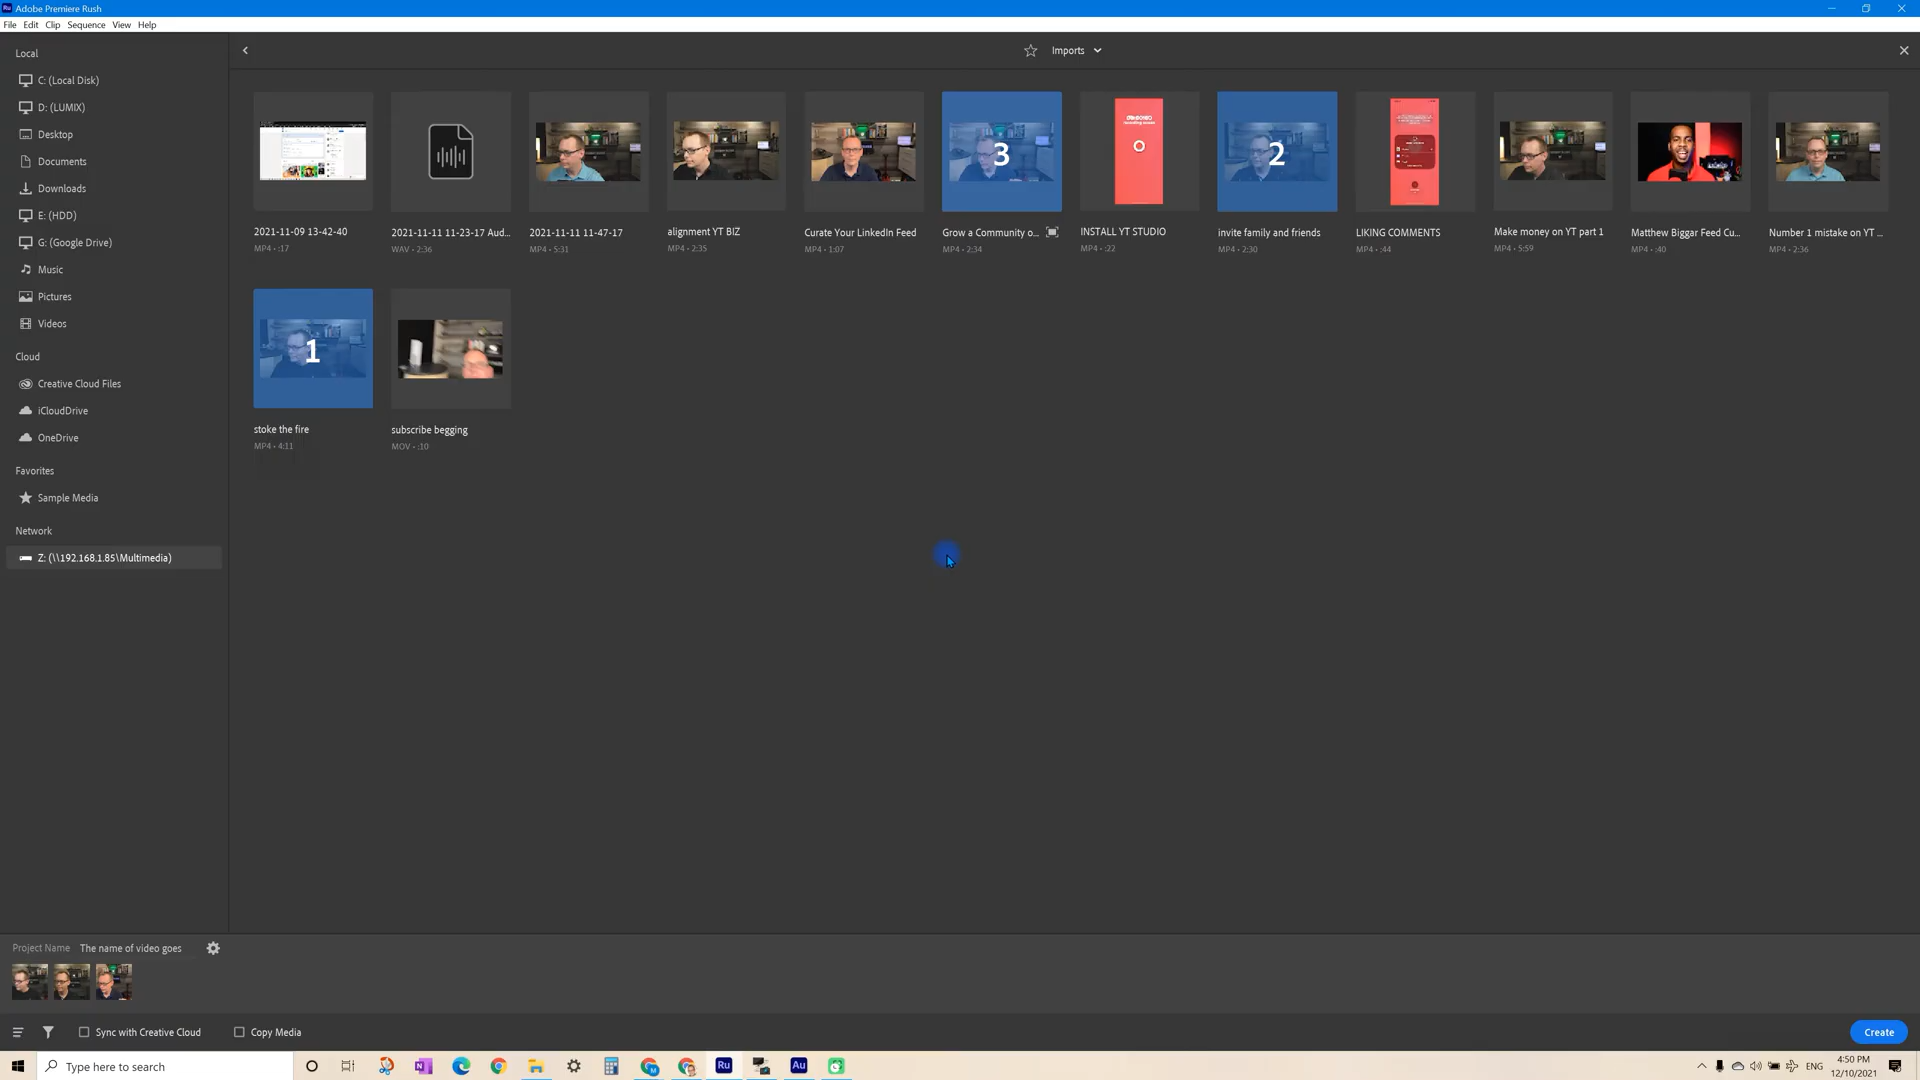 Adobe Premiere Rush
File Edit Clip Sequence View Help
Local
C: (Local Disk)
D: (LUMIX)
Desktop
Documents
Downloads
E: (HDD)
G: (Google Drive)
Music
Pictures
Videos
Cloud
Creative Cloud Files
iCloudDrive
OneDrive
Favorites
Sample Media
Network
Z: (\\192.168.1.85\Multimedia)
Imports
3
2
2021-11-09 13-42-40
MP4 • :17
2021-11-11 11-23-17 Aud...
WAV • 2:36
2021-11-11 11-47-17
MP4 • 5:31
alignment YT BIZ
MP4 • 2:35
Curate Your LinkedIn Feed
MP4 • 1:07
Grow a Community o...
MP4 • 2:34
INSTALL YT STUDIO
MP4 • :22
invite family and friends
MP4 • 2:30
LIKING COMMENTS
MP4 • :44
Make money on YT part 1
MP4 • 5:59
Matthew Biggar Feed Cu...
MP4 • :40
Number 1 mistake on YT ...
MP4 • 2:36
1
stoke the fire
MP4 • 4:11
subscribe begging
MOV • :10
Project Name The name of video goes
Sync with Creative Cloud
Copy Media
Create
Type here to search
Ru
Au
ENG
4:50 PM
12/10/2021